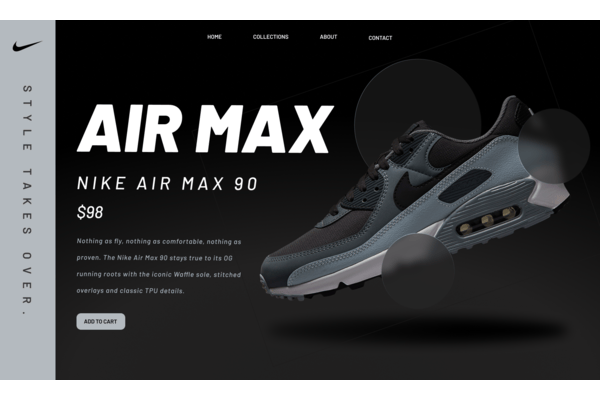 HOME
COLLECTIONS
ABOUT
CONTACT
STYLE TAKES OVER.
AIR MAX
NIKE AIR MAX 90
$98
Nothing as fly, nothing as comfortable, nothing as
proven. The Nike Air Max 90 stays true to its OG
running roots with the iconic Waffle sole, stitched
overlays and classic TPU details.
ADD TO CART